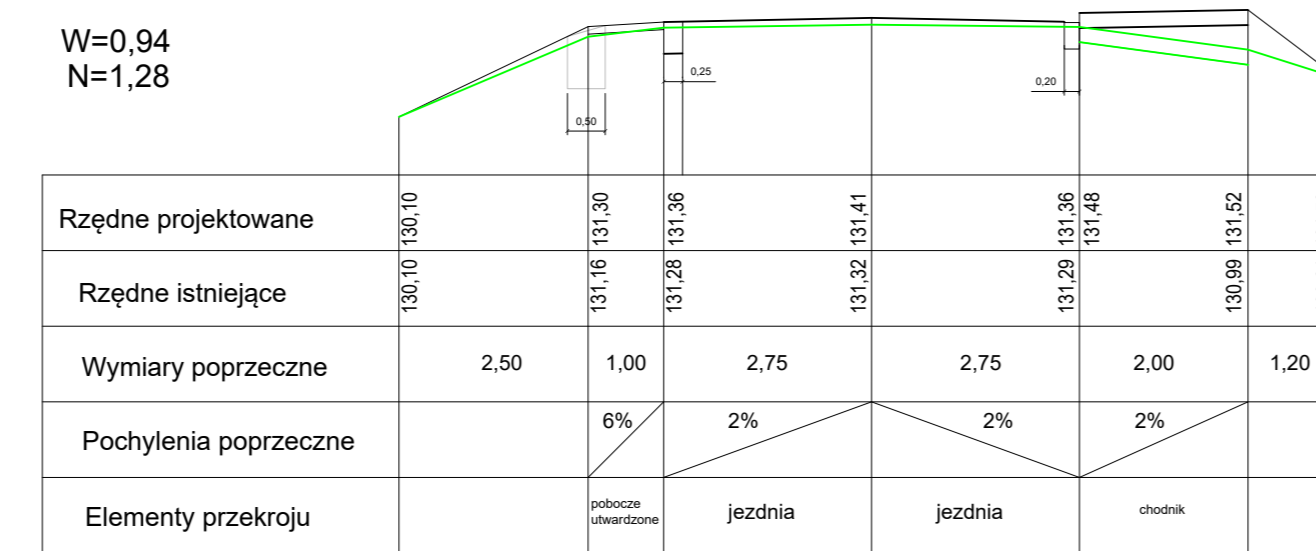 W=0,94
N=1,28
0,25
0,20
0,50
Rzędne projektowane 130,10 131,30 131,36 131,41 131,36 131,48 131,52
Rzędne istniejące 130,10 131,16 131,28 131,32 131,29 130,99
Wymiary poprzeczne 2,50 1,00 2,75 2,75 2,00 1,20
Pochylenia poprzeczne 6% 2% 2% 2%
Elementy przekroju pobocze utwardzone jezdnia jezdnia chodnik